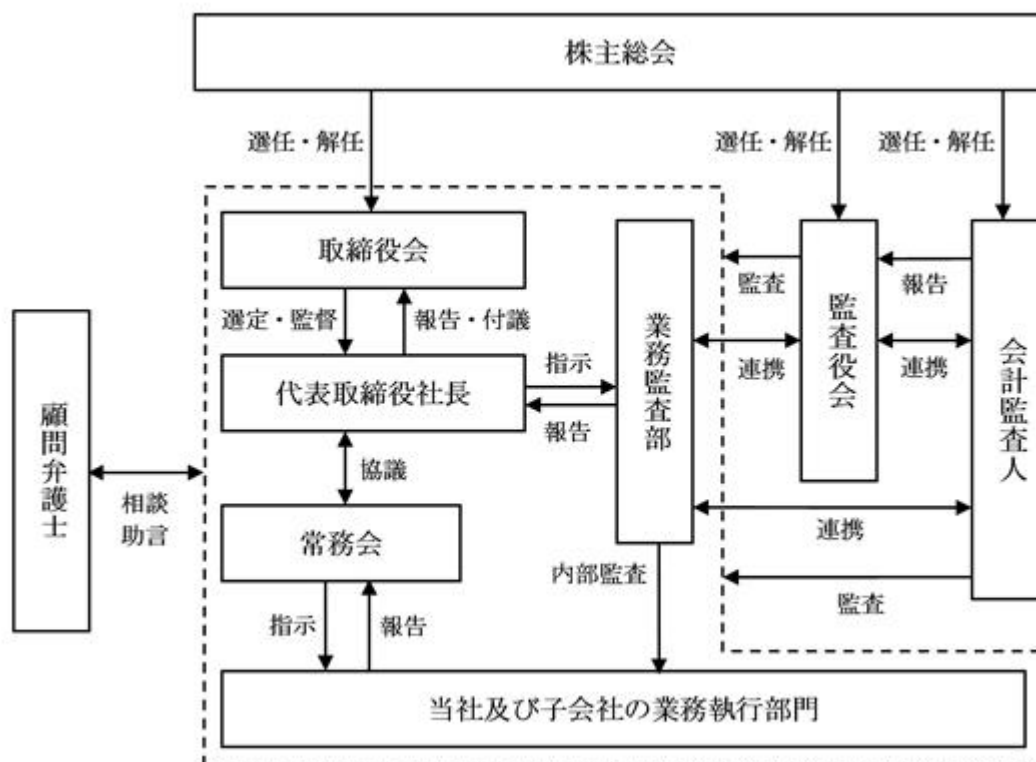 株主総会
選任・解任
選任・解任
選任・解任
取締役会
選定・監督
報告・付議
代表取締役社長
指示
報告
業務監査部
監査
連携
監査役会
報告
連携
会計監査人
顧問弁護士
相談
助言
協議
常務会
連携
監査
内部監査
指示
報告
当社及び子会社の業務執行部門